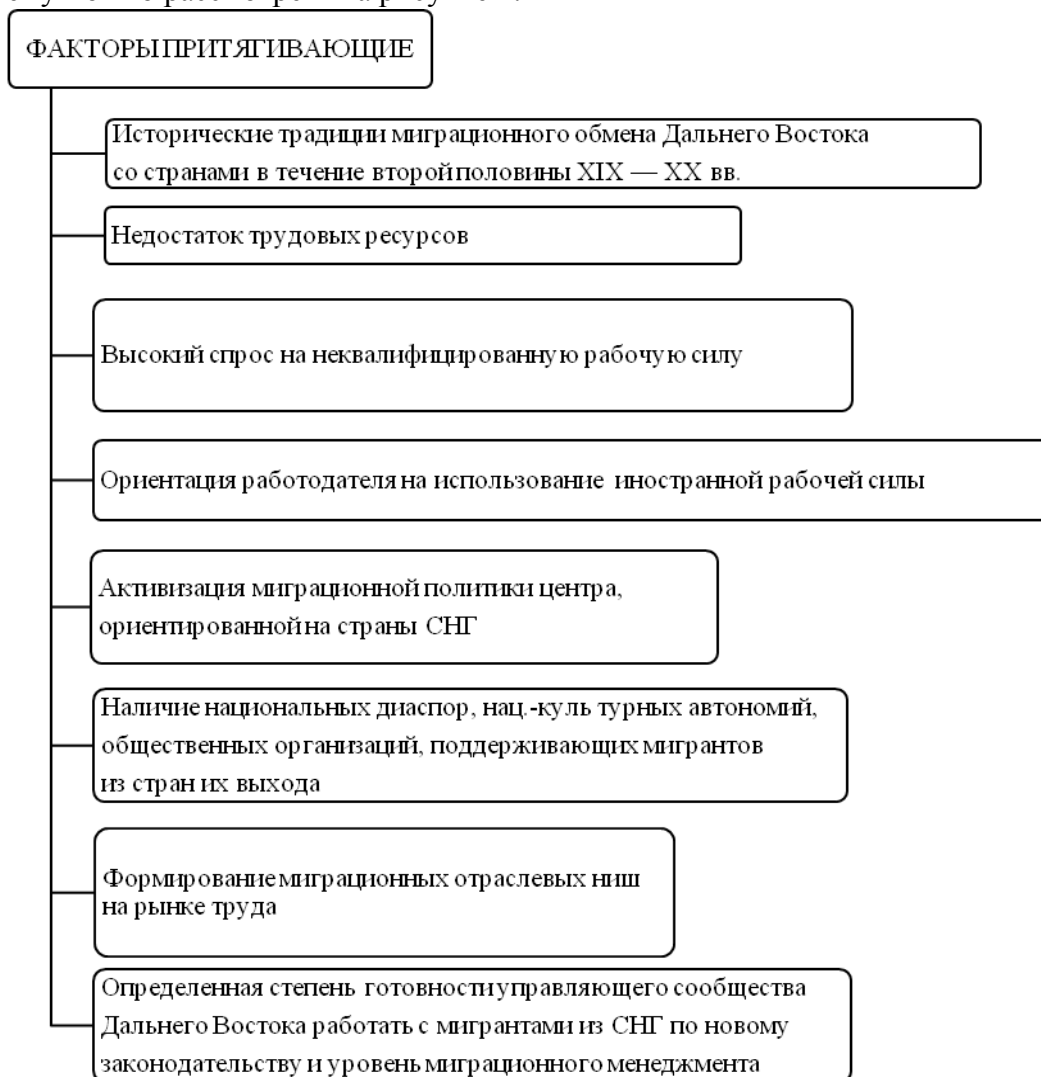 ФАКТОРЫ ПРИТЯГИВАЮЩИЕ
Исторические традиции миграционного обмена Дальнего Востока
со странами в течение второй половины XIX — XX вв.
Недостаток трудовых ресурсов
Высокий спрос на неквалифицированную рабочую силу
Ориентация работодателя на использование иностранной рабочей силы
Активизация миграционной политики центра,
ориентированной на страны СНГ
Наличие национальных диаспор, нац.-куль турных автономий,
общественных организаций, поддерживающих мигрантов
из стран их выхода
Формирование миграционных отраслевых ниш
на рынке труда
Определенная степень готовности управляющего сообщества
Дальнего Востока работать с мигрантами из СНГ по новому
законодательству и уровень миграционного менеджмента